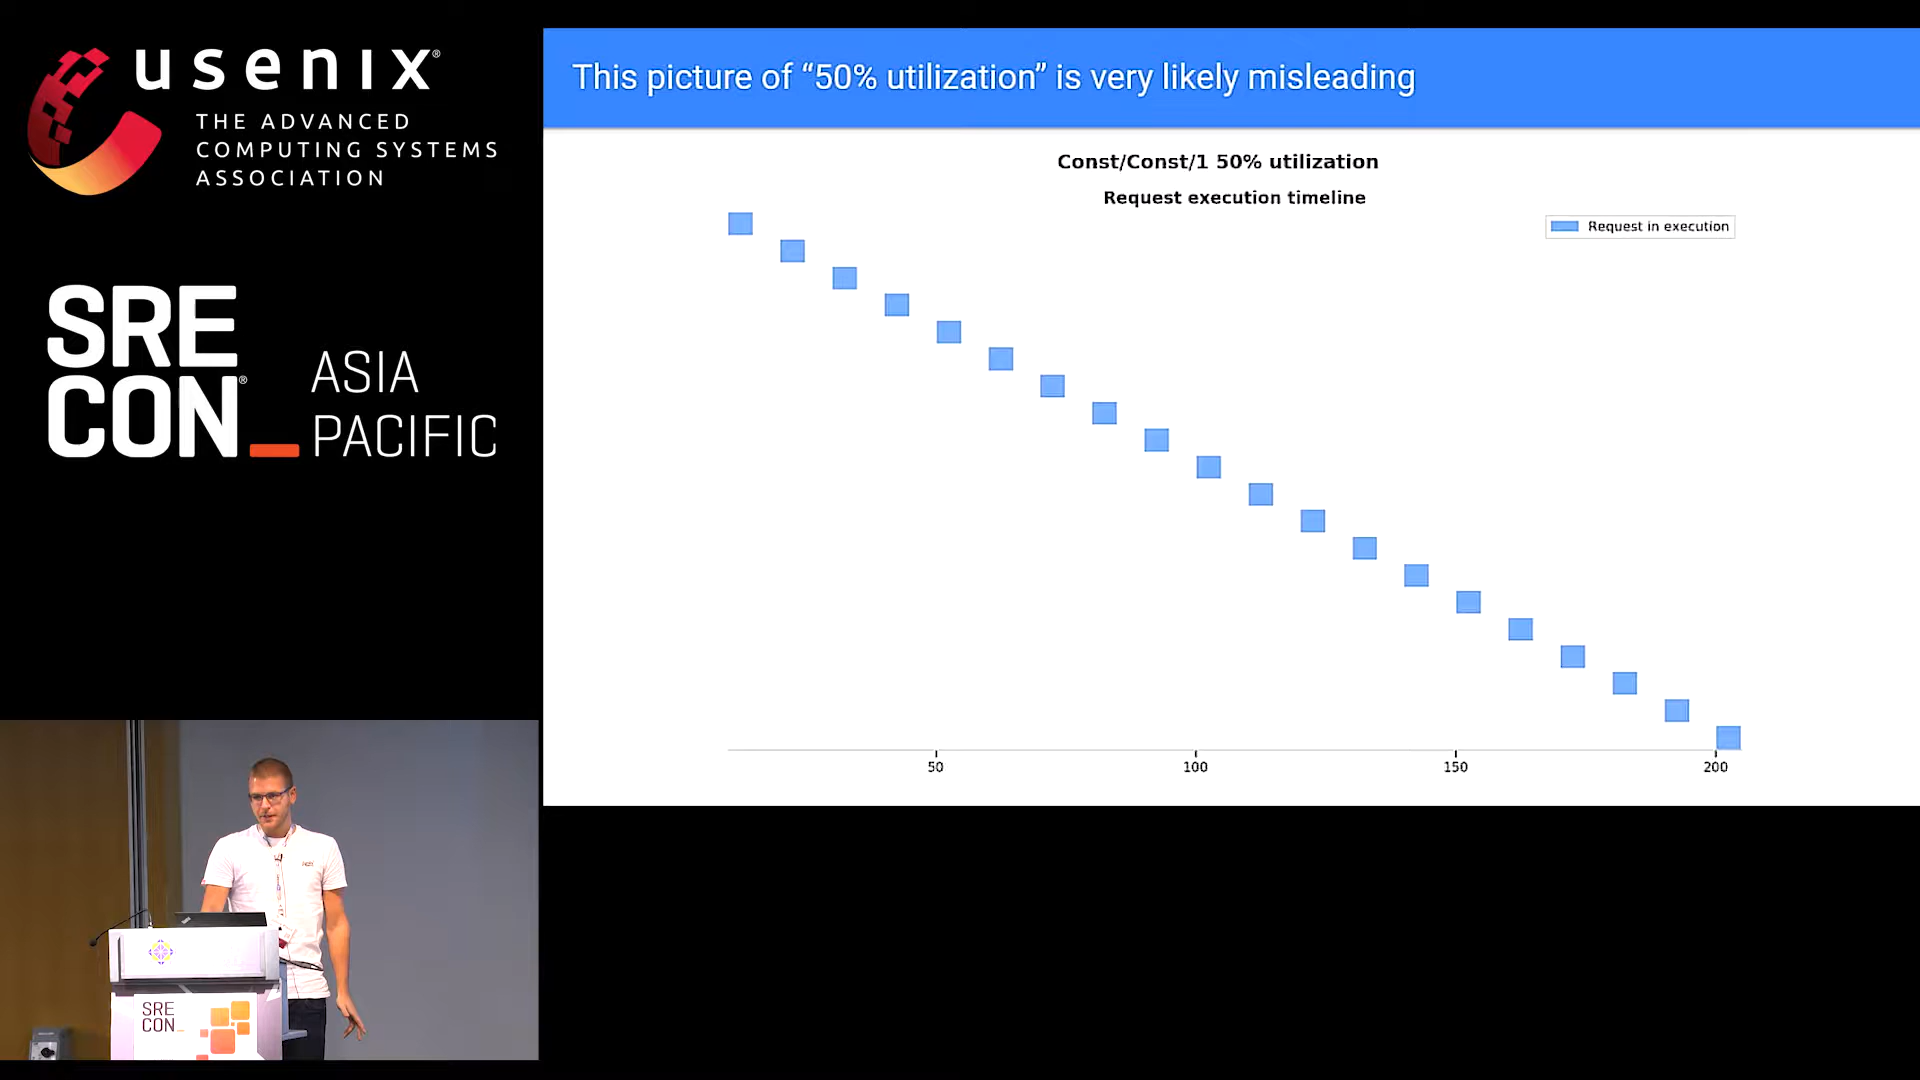 usenix®
THE ADVANCED
COMPUTING SYSTEMS
ASSOCIATION
SRE
CON®_
ASIA
PACIFIC
This picture of “50% utilization” is very likely misleading
Const/Const/1 50% utilization
Request execution timeline
Request in execution
50 100 150 200
SRE
CON_